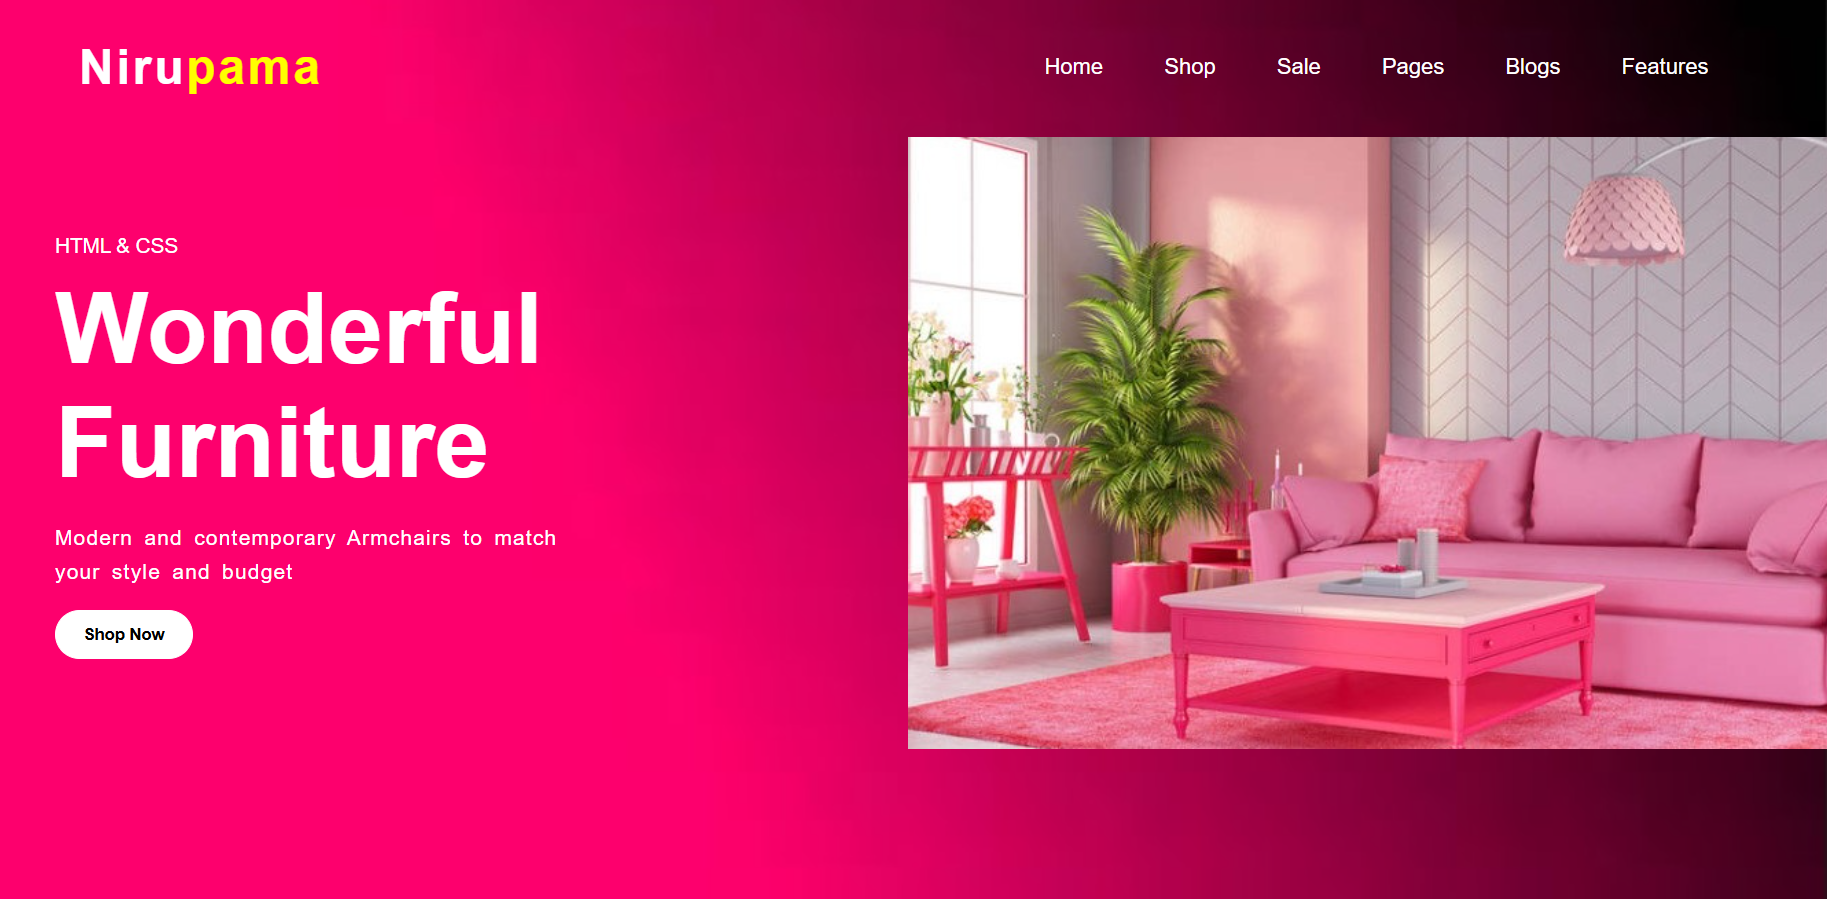 Nirupama
Home Shop Sale Pages Blogs Features
HTML & CSS
Wonderful
Furniture
Modern and contemporary Armchairs to match
your style and budget
Shop Now